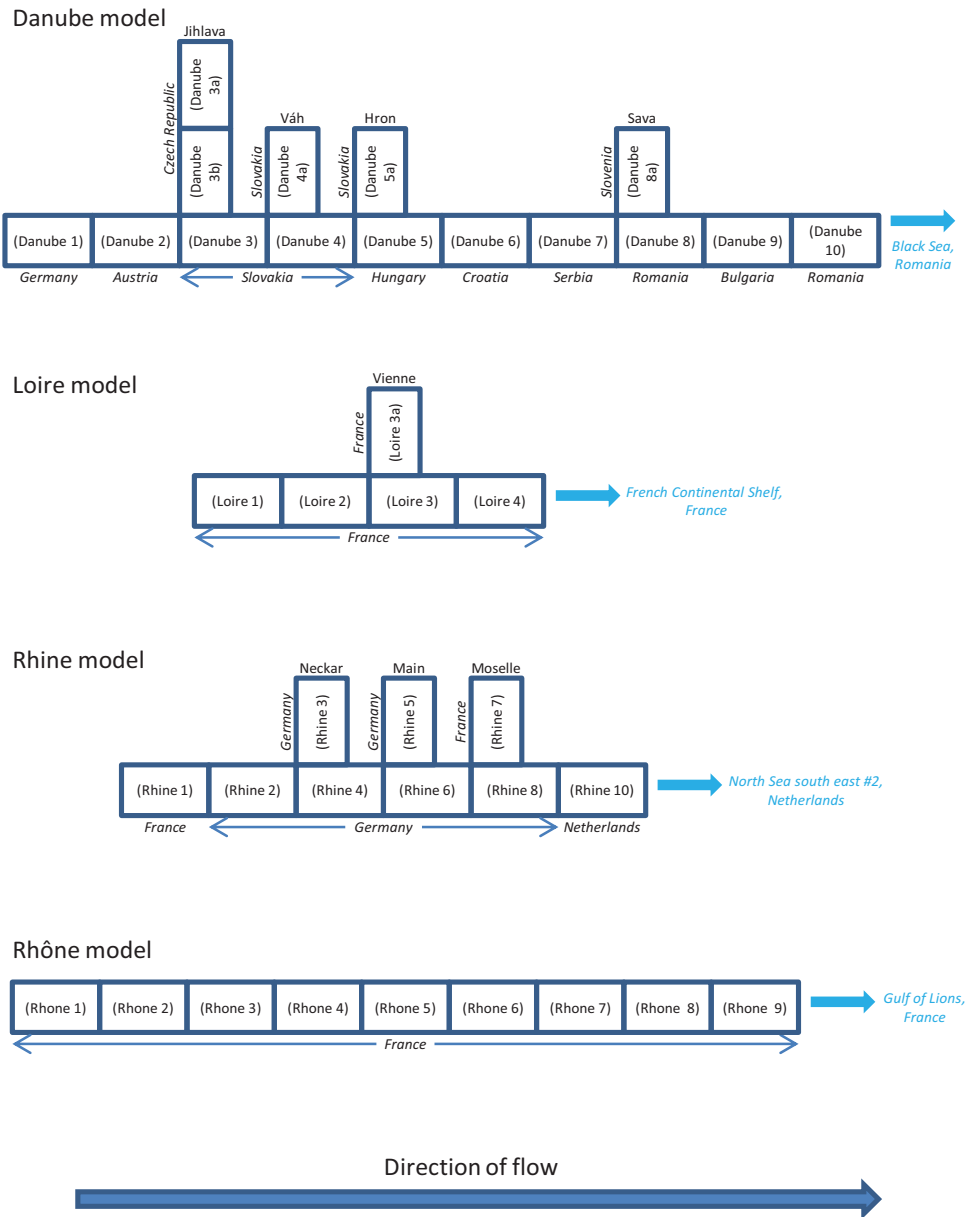 Danube model
Jihlava
Czech Republic
(Danube
3a)
(Danube
3b)
Váh
Slovakia
(Danube
4a)
Hron
Slovakia
(Danube
5a)
Sava
Slovenia
(Danube
8a)
(Danube 1)
(Danube 2)
(Danube 3)
(Danube 4)
(Danube 5)
(Danube 6)
(Danube 7)
(Danube 8)
(Danube 9)
(Danube
10)
Black Sea,
Romania
Germany
Austria
Slovakia
Hungary
Croatia
Serbia
Romania
Bulgaria
Romania
Loire model
Vienne
France
(Loire 3a)
(Loire 1)
(Loire 2)
(Loire 3)
(Loire 4)
French Continental Shelf,
France
France
Rhine model
Neckar
Germany
(Rhine 3)
Main
Germany
(Rhine 5)
Moselle
France
(Rhine 7)
(Rhine 1)
(Rhine 2)
(Rhine 4)
(Rhine 6)
(Rhine 8)
(Rhine 10)
North Sea south east #2,
Netherlands
France
Germany
Netherlands
Rhône model
(Rhone 1)
(Rhone 2)
(Rhone 3)
(Rhone 4)
(Rhone 5)
(Rhone 6)
(Rhone 7)
(Rhone 8)
(Rhone 9)
Gulf of Lions,
France
France
Direction of flow